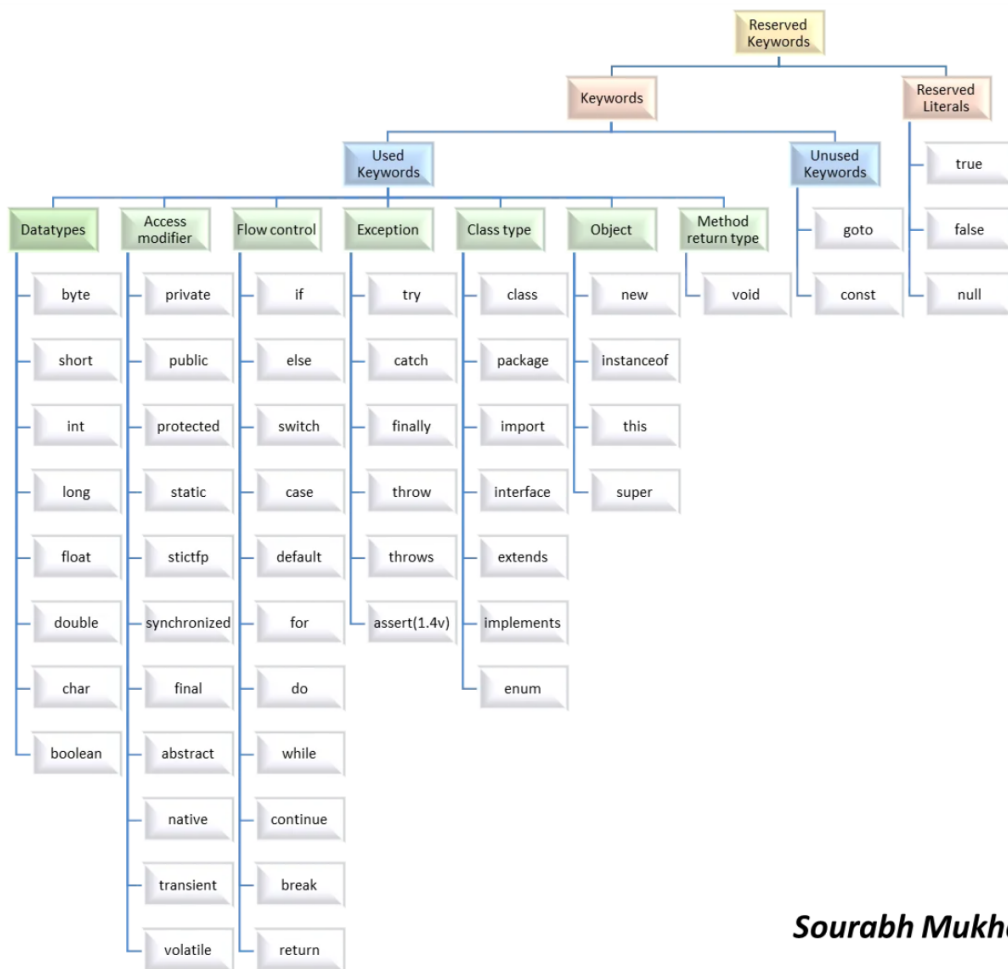 Reserved
Keywords
Keywords
Reserved
Literals
Used
Keywords
Unused
Keywords
true
false
null
goto
const
Datatypes
Access
modifier
Flow control
Exception
Class type
Object
Method
return type
byte
short
int
long
float
double
char
boolean
private
public
protected
static
stictfp
synchronized
final
abstract
native
transient
volatile
if
else
switch
case
default
for
do
while
continue
break
return
try
catch
finally
throw
throws
assert(1.4v)
class
package
import
interface
extends
implements
enum
new
instanceof
this
super
void
Sourabh